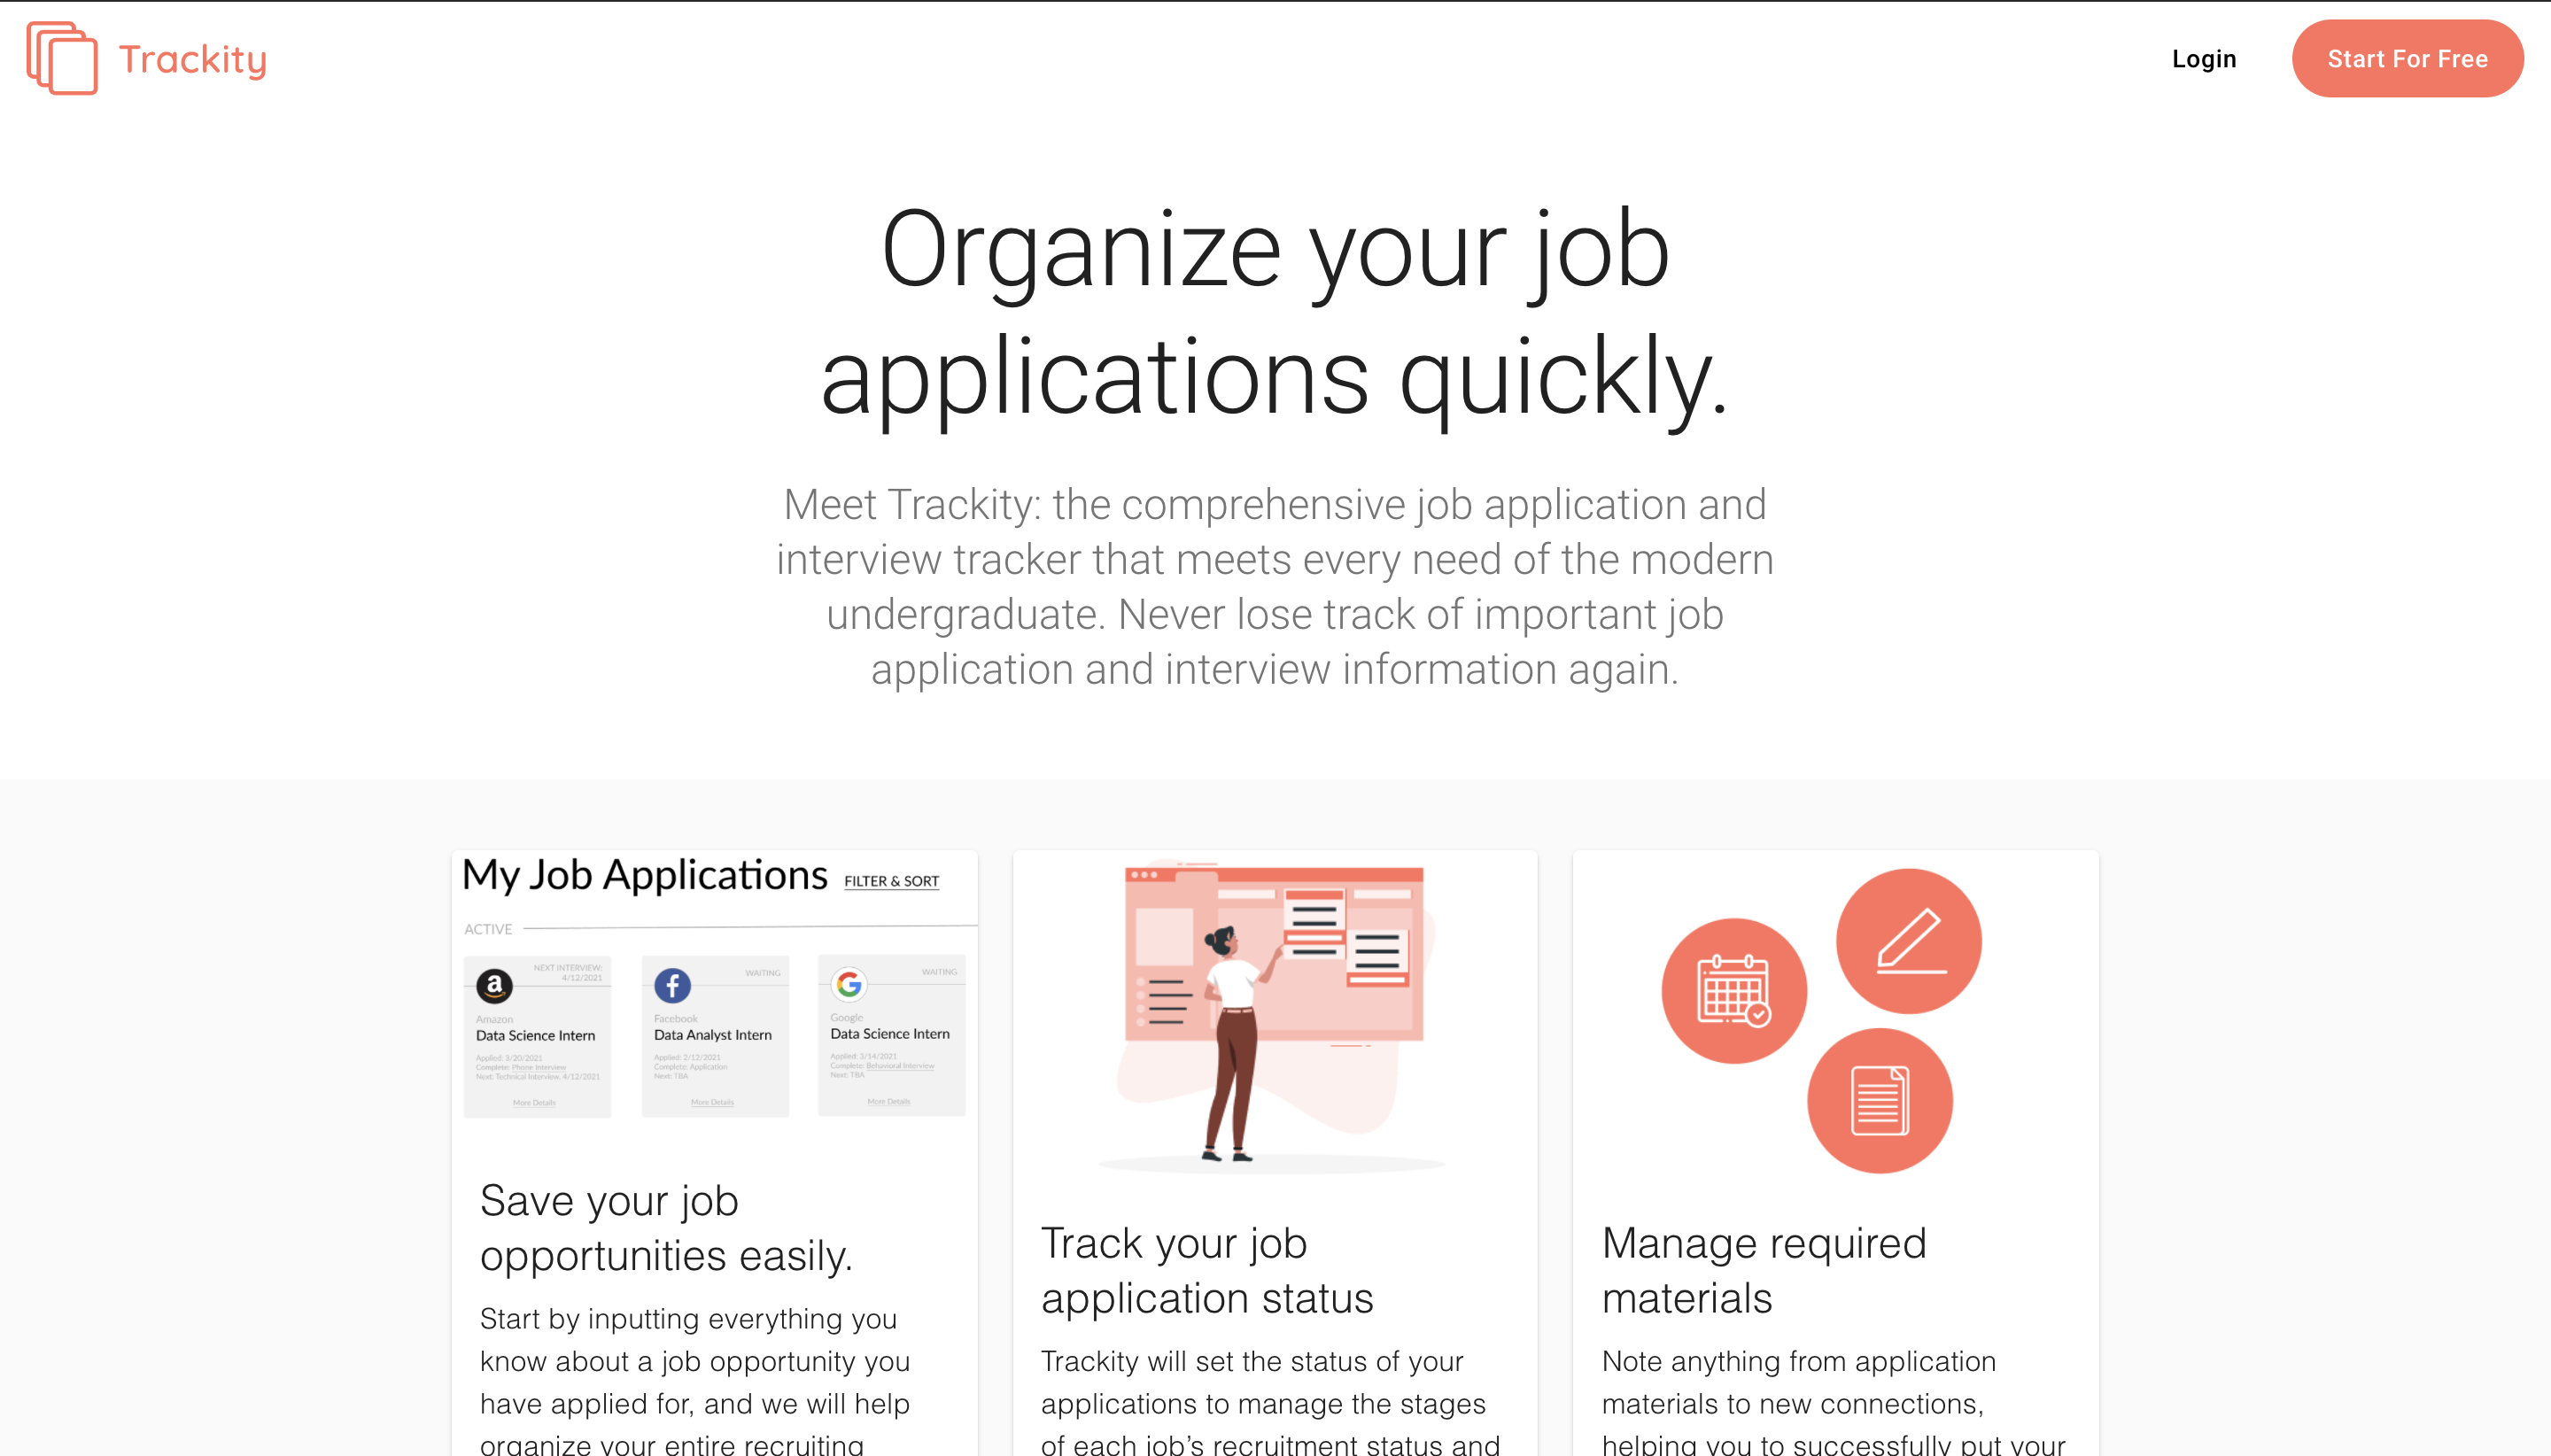 Trackity
Login
Start For Free
Organize your job
applications quickly.
Meet Trackity: the comprehensive job application and
interview tracker that meets every need of the modern
undergraduate. Never lose track of important job
application and interview information again.
My Job Applications
FILTER & SORT
ACTIVE
NEXT INTERVIEW:
4/12/2021
Amazon
Data Science Intern
Applied: 3/20/2021
Complete: Phone Interview
Next: Technical Interview, 4/12/2021
More Details
WAITING
Facebook
Data Analyst Intern
Applied: 2/12/2021
Complete: Application
Next: TBA
More Details
WAITING
Google
Data Science Intern
Applied: 3/14/2021
Complete: Behavioral Interview
Next: TBA
More Details
Save your job
opportunities easily.
Start by inputting everything you
know about a job opportunity you
have applied for, and we will help
organize your entire recruiting
Track your job
application status
Trackity will set the status of your
applications to manage the stages
of each job’s recruitment status and
Manage required
materials
Note anything from application
materials to new connections,
helping you to successfully put your